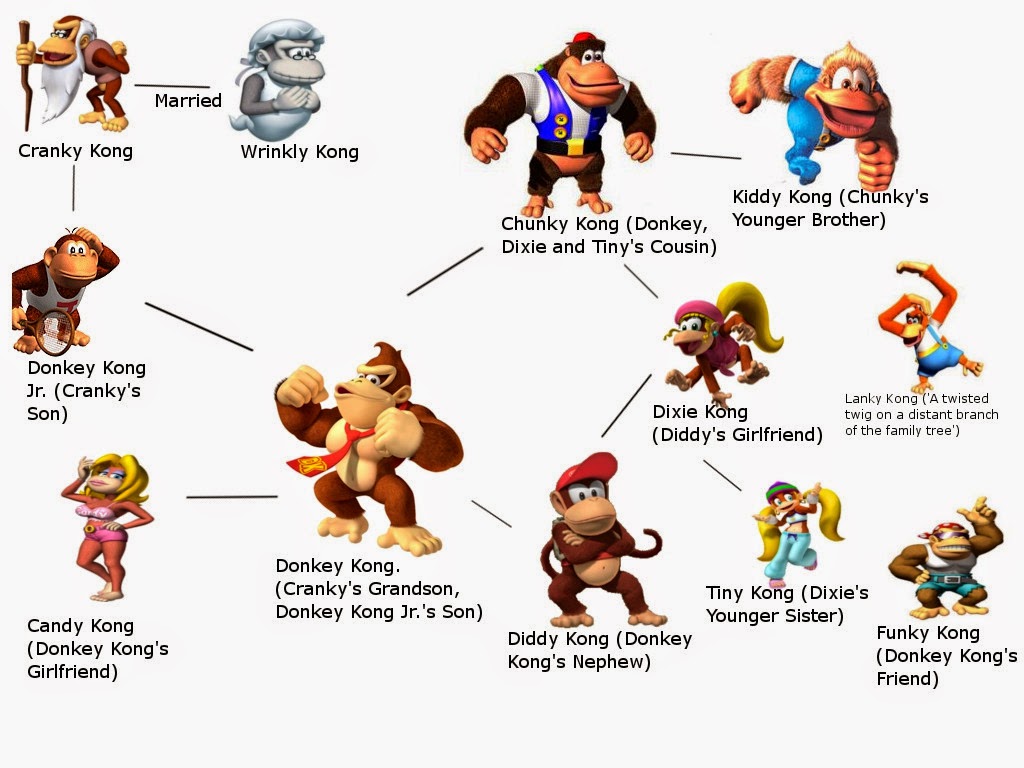 Married
Cranky Kong
Wrinkly Kong
Chunky Kong (Donkey,
Dixie and Tiny's Cousin)
Kiddy Kong (Chunky's
Younger Brother)
Donkey Kong
Jr. (Cranky's
Son)
Dixie Kong
(Diddy's Girlfriend)
Lanky Kong ('A twisted
twig on a distant branch
of the family tree')
DK
Donkey Kong.
(Cranky's Grandson,
Donkey Kong Jr.'s Son)
Candy Kong
(Donkey Kong's
Girlfriend)
Diddy Kong (Donkey
Kong's Nephew)
Tiny Kong (Dixie's
Younger Sister)
Funky Kong
(Donkey Kong's
Friend)